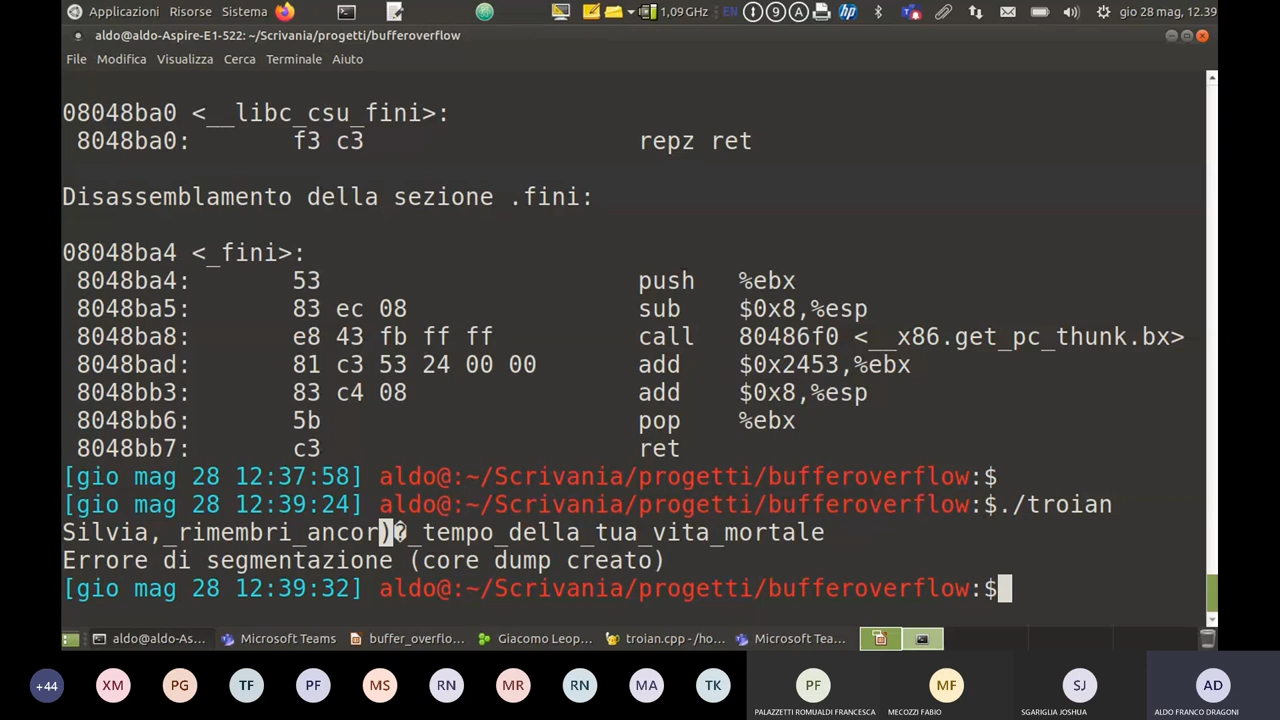 Applicazioni Risorse Sistema 1,09 GHz EN 9 A hp gio 28 mag, 12.39
aldo@aldo-Aspire-E1-522: ~/Scrivania/progetti/bufferoverflow
File Modifica Visualizza Cerca Terminale Aiuto
08048ba0 <__libc_csu_fini>:
8048ba0: f3 c3 repz ret
Disassemblamento della sezione .fini:
08048ba4 <_fini>:
8048ba4: 53 push %ebx
8048ba5: 83 ec 08 sub $0x8,%esp
8048ba8: e8 43 fb ff ff call 80486f0 <__x86.get_pc_thunk.bx>
8048bad: 81 c3 53 24 00 00 add $0x2453,%ebx
8048bb3: 83 c4 08 add $0x8,%esp
8048bb6: 5b pop %ebx
8048bb7: c3 ret
[gio mag 28 12:37:58] aldo@:~/Scrivania/progetti/bufferoverflow:$
[gio mag 28 12:39:24] aldo@:~/Scrivania/progetti/bufferoverflow:$./troian
Silvia,_rimembri_ancor)�_tempo_della_tua_vita_mortale
Errore di segmentazione (core dump creato)
[gio mag 28 12:39:32] aldo@:~/Scrivania/progetti/bufferoverflow:$
aldo@aldo-As... Microsoft Teams buffer_overflo... Giacomo Leop... troian.cpp - /ho... Microsoft Tea...
+44 XM PG TF PF MS RN MR RN MA TK PF MF SJ AD
PALAZZETTI ROMUALDI FRANCESCA MECOZZI FABIO SGARIGLIA JOSHUA ALDO FRANCO DRAGONI